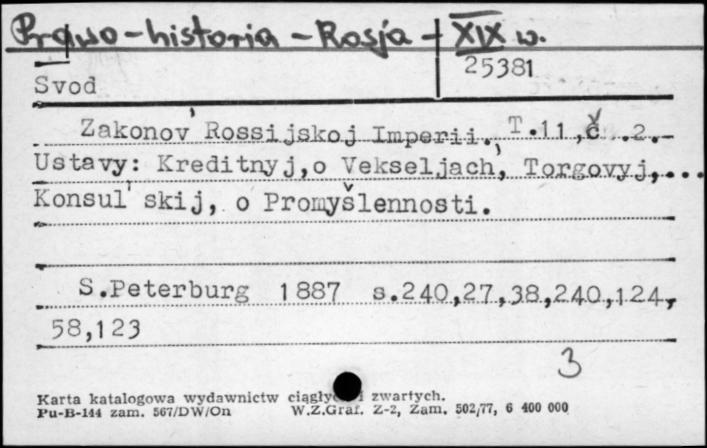 Prawo - historia - Rosja - XIX w.
25381
Svod
Zakonov Rossijskoj Imperii. T.11,č. 2.-
Ustavy: Kreditnyj,o Vekseljach, Torgovyj,...
Konsul'skij, o Promyšlennosti.
S.Peterburg 1887 s.240,27,38,240,124,
58,123
3
Karta katalogowa wydawnictw ciągłych i zwartych.
Pu-B-144 zam. 567/DW/On W.Z.Graf. Z-2, Zam. 502/77, 6 400 000